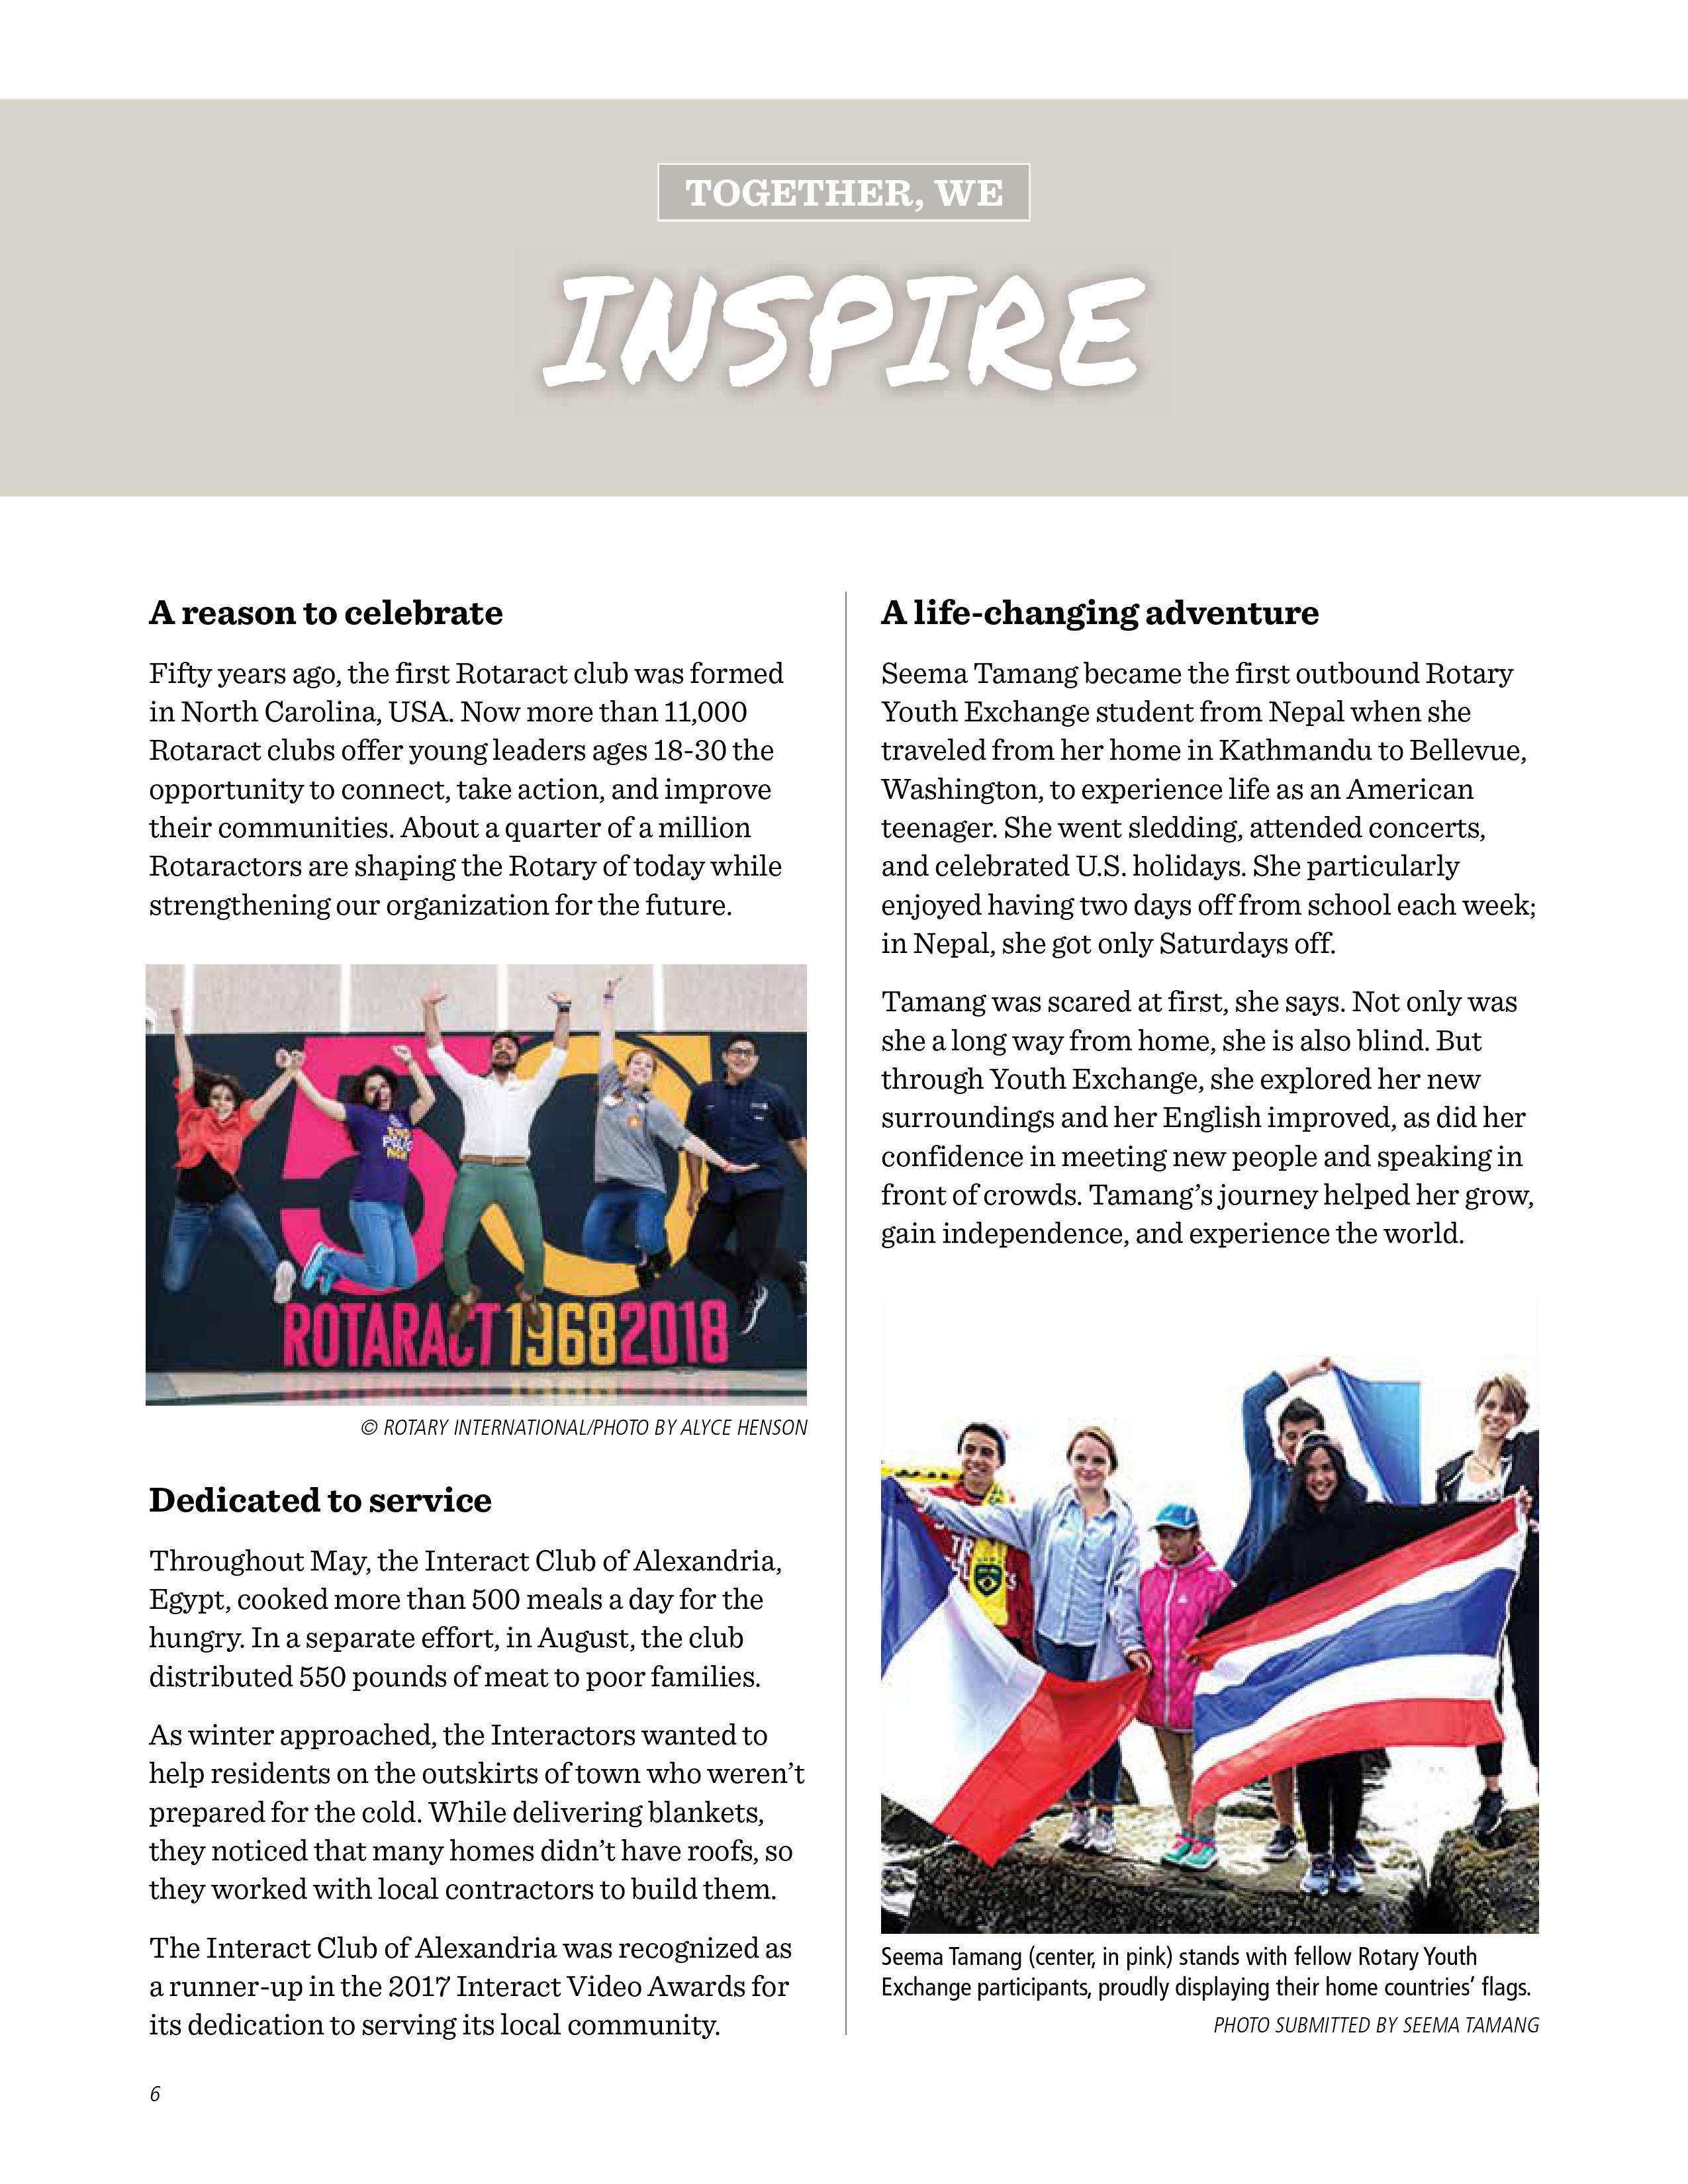 TOGETHER, WE
INSPIRE
A reason to celebrate
Fifty years ago, the first Rotaract club was formed
in North Carolina, USA. Now more than 11,000
Rotaract clubs offer young leaders ages 18-30 the
opportunity to connect, take action, and improve
their communities. About a quarter of a million
Rotaractors are shaping the Rotary of today while
strengthening our organization for the future.
50
ROTARACT 1968 2018
© ROTARY INTERNATIONAL/PHOTO BY ALYCE HENSON
Dedicated to service
Throughout May, the Interact Club of Alexandria,
Egypt, cooked more than 500 meals a day for the
hungry. In a separate effort, in August, the club
distributed 550 pounds of meat to poor families.
As winter approached, the Interactors wanted to
help residents on the outskirts of town who weren’t
prepared for the cold. While delivering blankets,
they noticed that many homes didn’t have roofs, so
they worked with local contractors to build them.
The Interact Club of Alexandria was recognized as
a runner-up in the 2017 Interact Video Awards for
its dedication to serving its local community.
A life-changing adventure
Seema Tamang became the first outbound Rotary
Youth Exchange student from Nepal when she
traveled from her home in Kathmandu to Bellevue,
Washington, to experience life as an American
teenager. She went sledding, attended concerts,
and celebrated U.S. holidays. She particularly
enjoyed having two days off from school each week;
in Nepal, she got only Saturdays off.
Tamang was scared at first, she says. Not only was
she a long way from home, she is also blind. But
through Youth Exchange, she explored her new
surroundings and her English improved, as did her
confidence in meeting new people and speaking in
front of crowds. Tamang’s journey helped her grow,
gain independence, and experience the world.
Seema Tamang (center, in pink) stands with fellow Rotary Youth
Exchange participants, proudly displaying their home countries’ flags.
PHOTO SUBMITTED BY SEEMA TAMANG
6